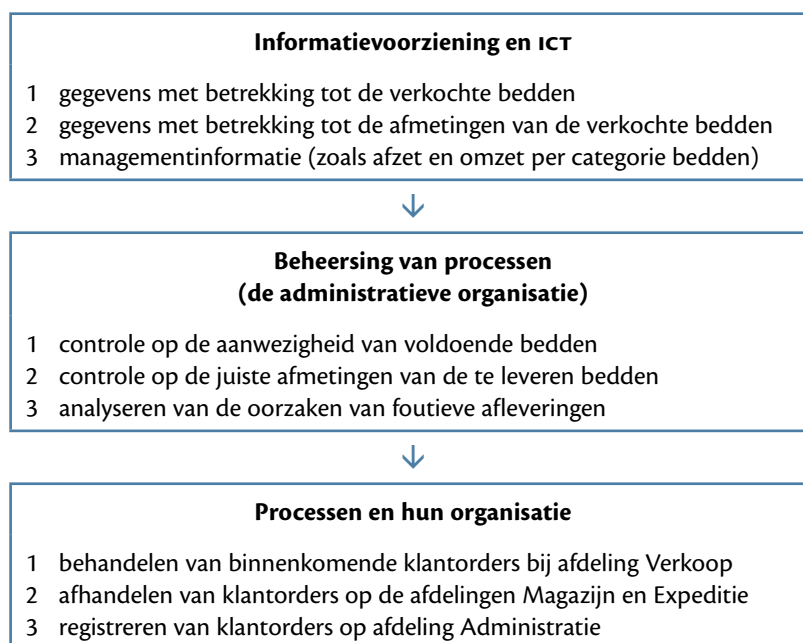 Informatievoorziening en ICT
1 gegevens met betrekking tot de verkochte bedden
2 gegevens met betrekking tot de afmetingen van de verkochte bedden
3 managementinformatie (zoals afzet en omzet per categorie bedden)
↓
Beheersing van processen
(de administratieve organisatie)
1 controle op de aanwezigheid van voldoende bedden
2 controle op de juiste afmetingen van de te leveren bedden
3 analyseren van de oorzaken van foutieve afleveringen
↓
Processen en hun organisatie
1 behandelen van binnenkomende klantorders bij afdeling Verkoop
2 afhandelen van klantorders op de afdelingen Magazijn en Expeditie
3 registreren van klantorders op afdeling Administratie